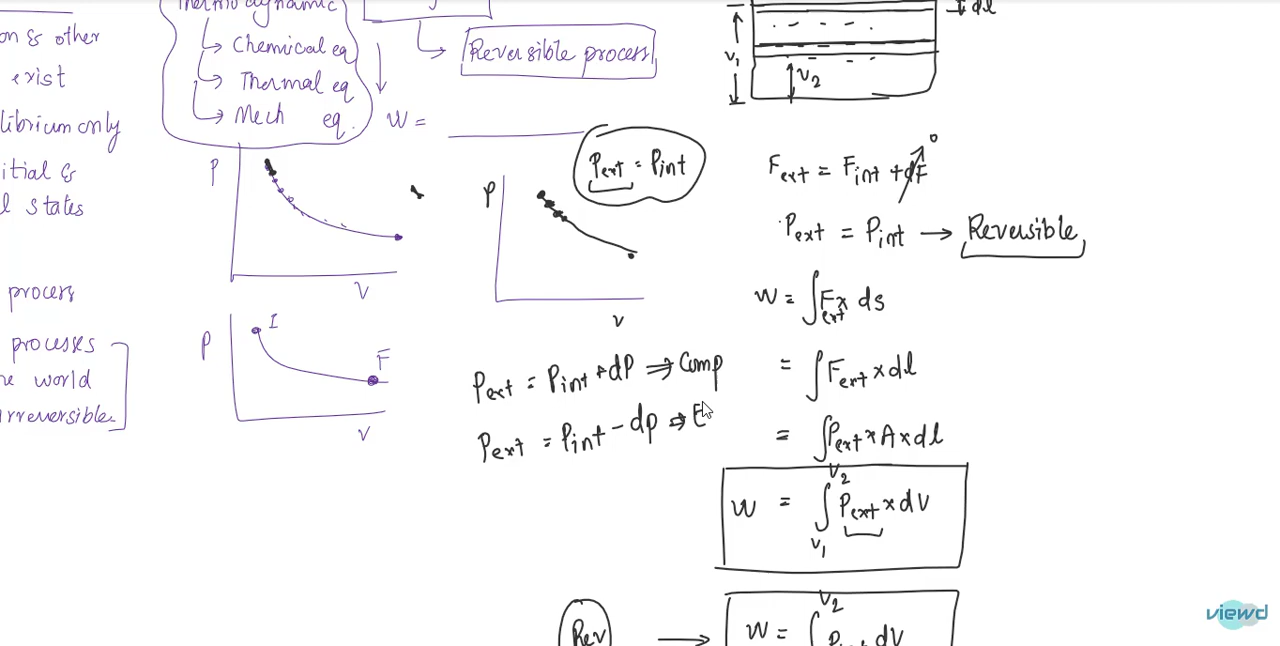 Thermodynamic
Chemical eq
Thermal eq
Mech eq.
on & other
exist
librium only
itial &
l states
process
processes
e world
rreversible
Reversible process
W =
P
V
P
I
F
V
Pext = Pint
P
V
Pext = Pint + dP ⇒ Comp
Pext = Pint - dp ⇒ E
dl
V1
V2
Fext = Fint + dF 0
Pext = Pint → Reversible
W = ∫ Fext x ds
= ∫ Fext x dl
= ∫ Pext x A x dl
W = ∫ V1 V2 Pext x dV
Rev → W = ∫ V2 dV
viewd